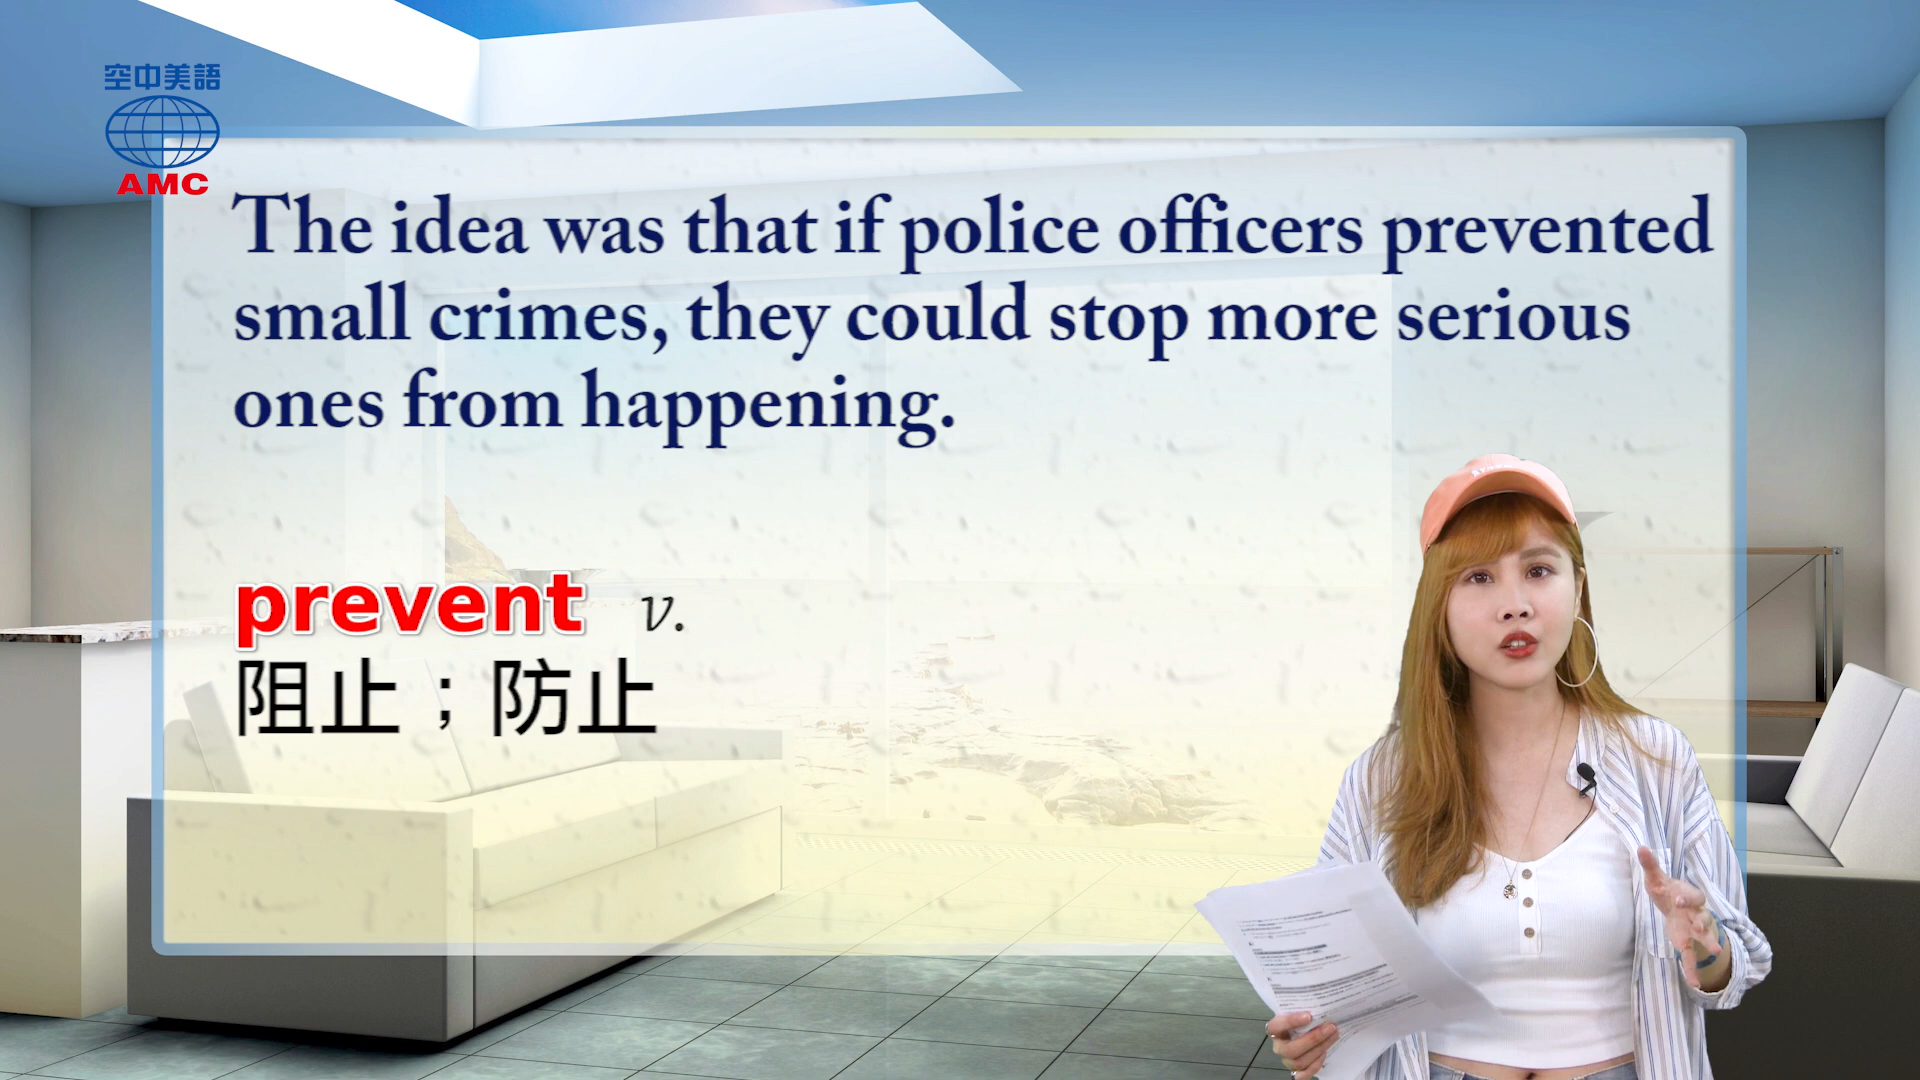 空中美語
AMC
The idea was that if police officers prevented
small crimes, they could stop more serious
ones from happening.
prevent v.
阻止；防止